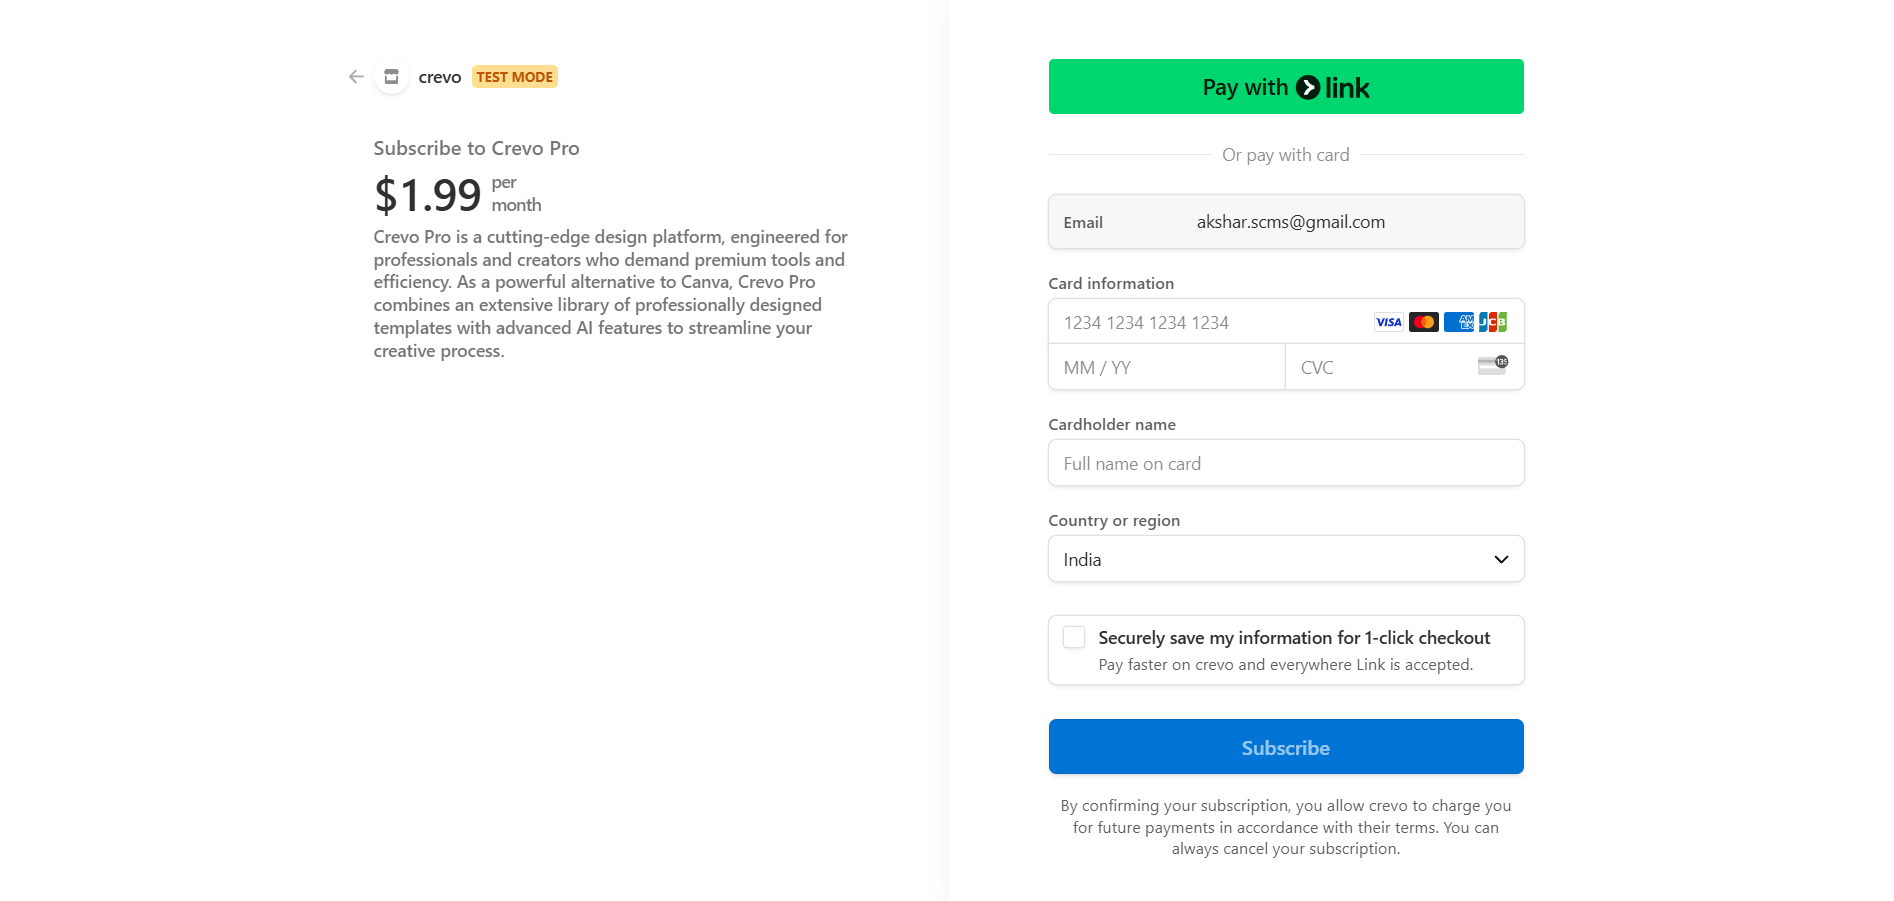 crevo TEST MODE
Subscribe to Crevo Pro
$1.99 per
month
Crevo Pro is a cutting-edge design platform, engineered for
professionals and creators who demand premium tools and
efficiency. As a powerful alternative to Canva, Crevo Pro
combines an extensive library of professionally designed
templates with advanced AI features to streamline your
creative process.
Pay with link
Or pay with card
Email akshar.scms@gmail.com
Card information
1234 1234 1234 1234 VISA AMEX JCB
MM / YY CVC 135
Cardholder name
Full name on card
Country or region
India
Securely save my information for 1-click checkout
Pay faster on crevo and everywhere Link is accepted.
Subscribe
By confirming your subscription, you allow crevo to charge you
for future payments in accordance with their terms. You can
always cancel your subscription.